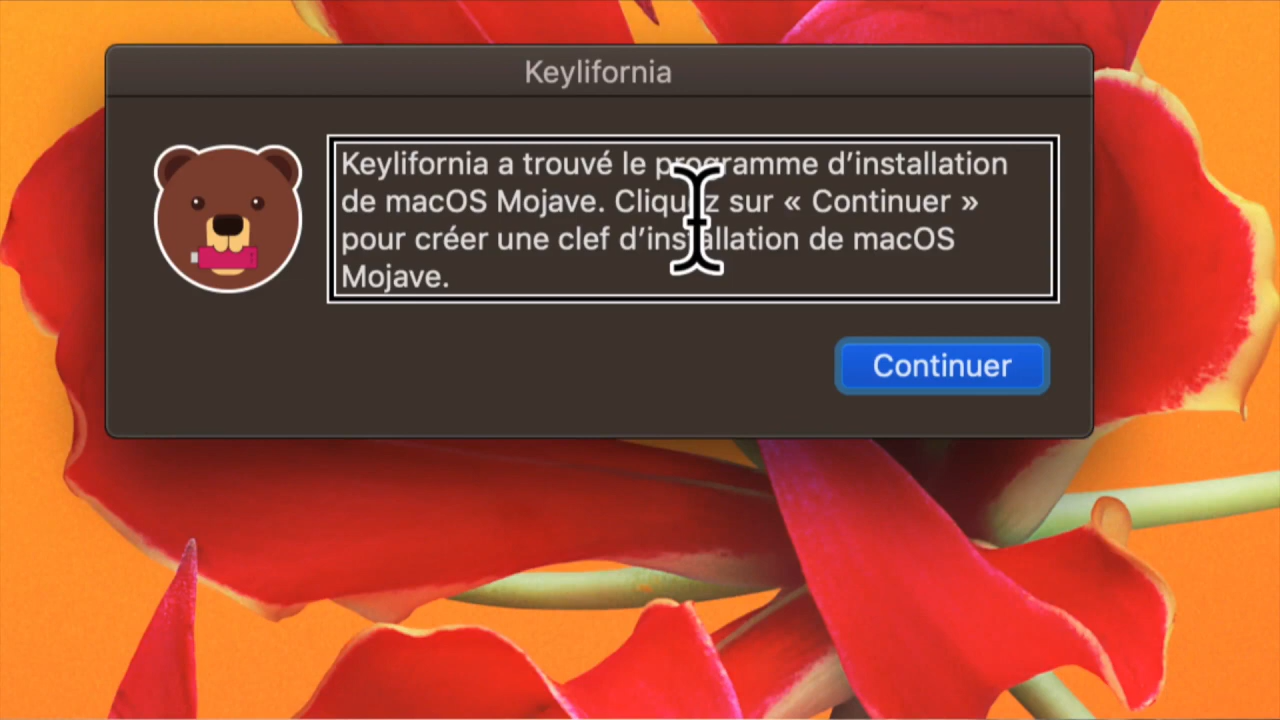 Keylifornia
Keylifornia a trouvé le programme d’installation
de macOS Mojave. Cliquez sur « Continuer »
pour créer une clef d’installation de macOS
Mojave.
Continuer